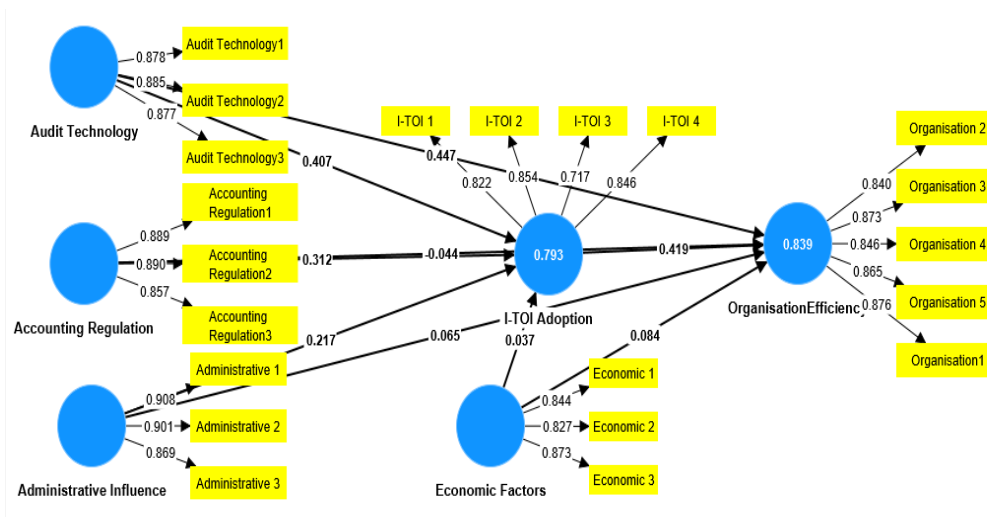 Audit Technology1
0.878
0.885
Audit Technology2
0.877
Audit Technology
Audit Technology3
0.407
I-TOI 1
I-TOI 2
I-TOI 3
I-TOI 4
0.447
0.822
0.854
0.717
0.846
Organisation 2
0.840
Organisation 3
0.873
0.846
Organisation 4
0.865
Organisation 5
0.876
Organisation1
0.839
OrganisationEfficienc
Accounting
Regulation1
0.889
0.890
Accounting
Regulation2
0.857
Accounting Regulation
Accounting
Regulation3
0.312
-0.044
0.793
0.419
I-TOI Adoption
0.217
0.065
0.037
0.084
Administrative 1
0.908
0.901
Administrative 2
0.869
Administrative 3
Administrative Influence
Economic 1
0.844
0.827
Economic 2
0.873
Economic 3
Economic Factors